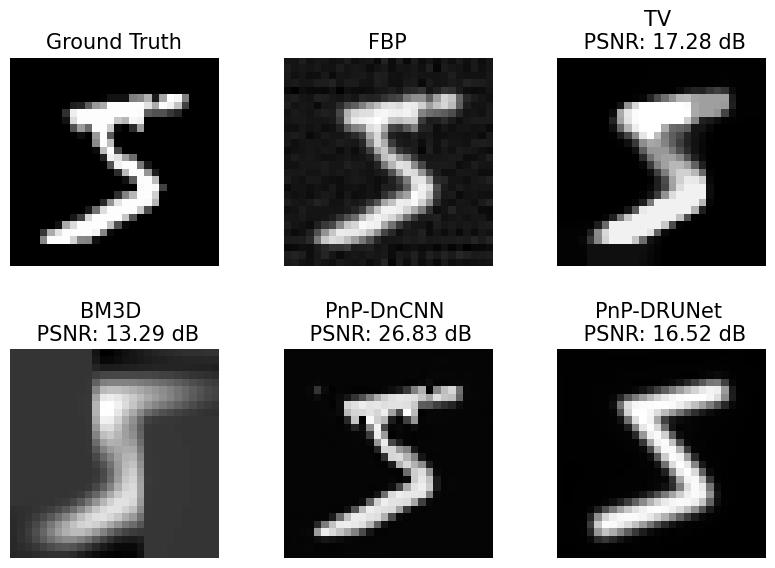 Ground Truth
FBP
TV
PSNR: 17.28 dB
BM3D
PSNR: 13.29 dB
PnP-DnCNN
PSNR: 26.83 dB
PnP-DRUNet
PSNR: 16.52 dB